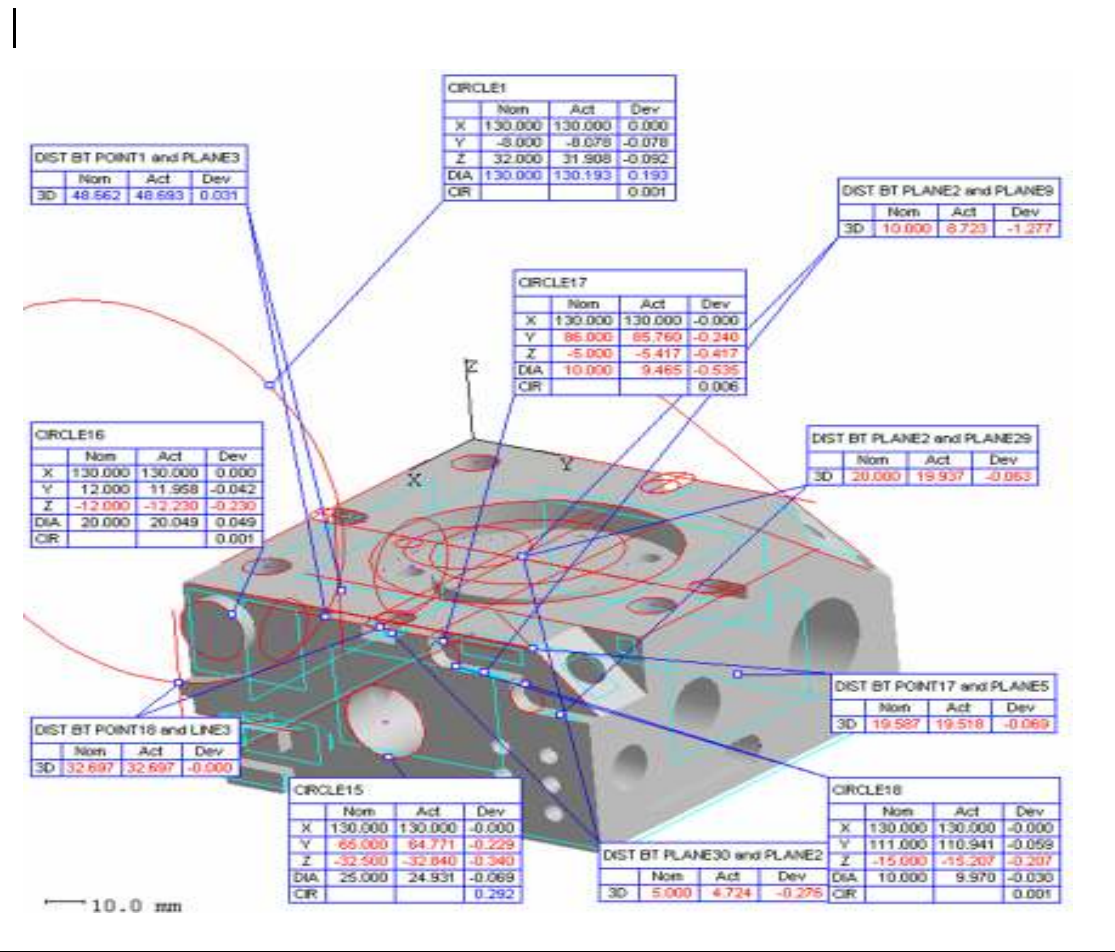 CIRCLE1
Nom Act Dev
X 130.000 130.000 0.000
Y -8.000 -8.078 -0.078
Z 32.000 31.908 -0.092
DIA 130.000 130.193 0.193
CIR 0.001
DIST BT POINT1 and PLANE3
Nom Act Dev
3D 48.662 48.693 0.031
DIST BT PLANE2 and PLANE9
Nom Act Dev
3D 10.000 8.723 -1.277
CIRCLE17
Nom Act Dev
X 130.000 130.000 -0.000
Y 86.000 85.760 -0.240
Z -5.000 -5.417 -0.417
DIA 10.000 9.465 -0.535
CIR 0.006
Z
Y
X
CIRCLE16
Nom Act Dev
X 130.000 130.000 0.000
Y 12.000 11.958 -0.042
Z -12.000 -12.230 -0.230
DIA 20.000 20.049 0.049
CIR 0.001
DIST BT PLANE2 and PLANE29
Nom Act Dev
3D 20.000 19.937 -0.063
DIST BT POINT17 and PLANE5
Nom Act Dev
3D 19.587 19.518 -0.069
DIST BT POINT18 and LINE3
Nom Act Dev
3D 32.697 32.697 -0.000
CIRCLE15
Nom Act Dev
X 130.000 130.000 -0.000
Y -65.000 64.771 -0.229
Z -32.500 -32.840 -0.340
DIA 25.000 24.931 -0.069
CIR 0.292
CIRCLE18
Nom Act Dev
X 130.000 130.000 -0.000
Y 111.000 110.941 -0.059
Z -15.000 -15.207 -0.207
DIA 10.000 9.970 -0.030
CIR 0.001
DIST BT PLANE30 and PLANE2
Nom Act Dev
3D 5.000 4.724 -0.276
10.0 mm